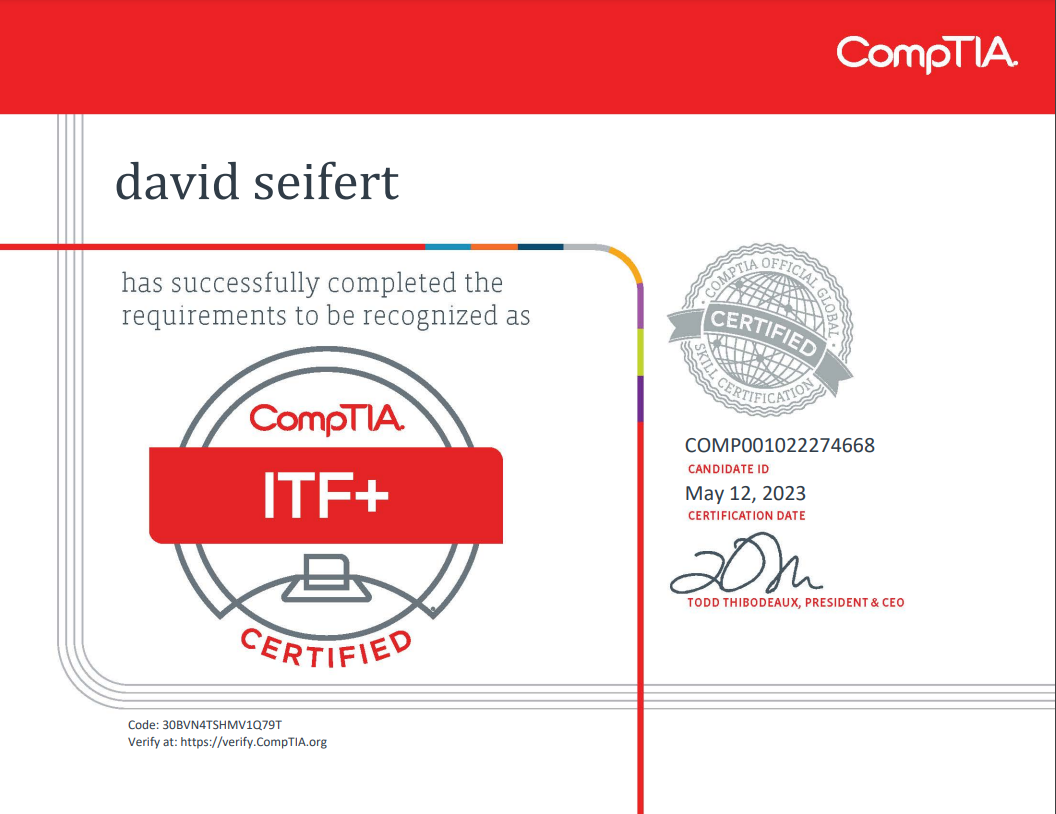 CompTIA.
david seifert
has successfully completed the
requirements to be recognized as
CompTIA.
ITF+
CERTIFIED
COMPTIA OFFICIAL GLOBAL
CERTIFIED
SKILL CERTIFICATION
COMP001022274668
CANDIDATE ID
May 12, 2023
CERTIFICATION DATE
TODD THIBODEAUX, PRESIDENT & CEO
Code: 30BVN4TSHMV1Q79T
Verify at: https://verify.CompTIA.org